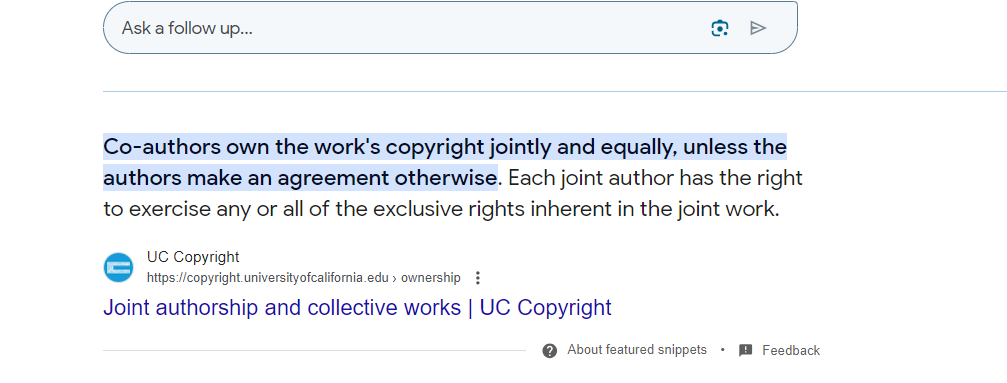 Ask a follow up...
Co-authors own the work's copyright jointly and equally, unless the
authors make an agreement otherwise. Each joint author has the right
to exercise any or all of the exclusive rights inherent in the joint work.
UC Copyright
https://copyright.universityofcalifornia.edu › ownership
Joint authorship and collective works | UC Copyright
About featured snippets • Feedback